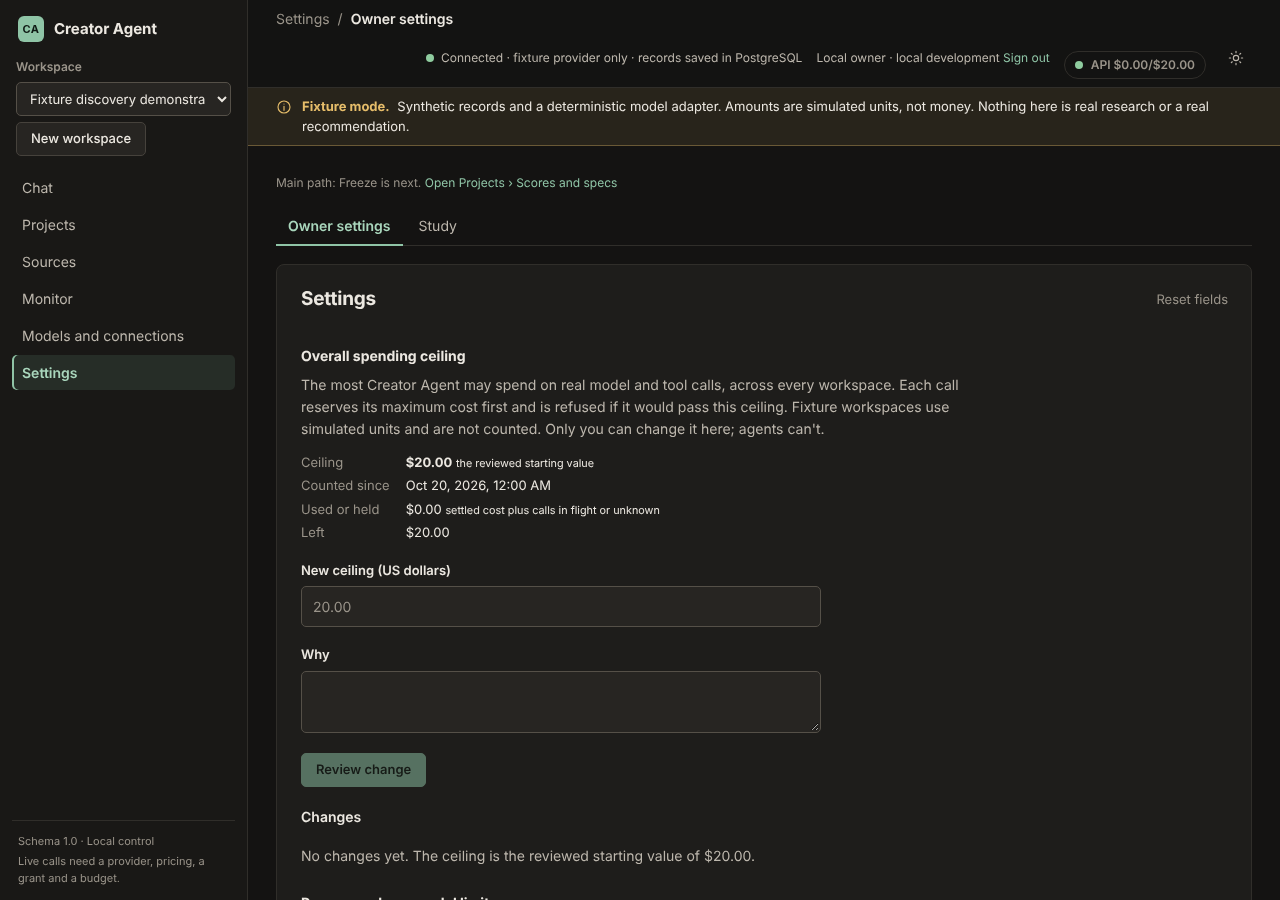 CA Creator Agent
Workspace
Fixture discovery demonstra
New workspace
Chat
Projects
Sources
Monitor
Models and connections
Settings
Schema 1.0 · Local control
Live calls need a provider, pricing, a
grant and a budget.
Settings / Owner settings
Connected · fixture provider only · records saved in PostgreSQL Local owner · local development Sign out API $0.00/$20.00
Fixture mode. Synthetic records and a deterministic model adapter. Amounts are simulated units, not money. Nothing here is real research or a real
recommendation.
Main path: Freeze is next. Open Projects › Scores and specs
Owner settings Study
Settings Reset fields
Overall spending ceiling
The most Creator Agent may spend on real model and tool calls, across every workspace. Each call
reserves its maximum cost first and is refused if it would pass this ceiling. Fixture workspaces use
simulated units and are not counted. Only you can change it here; agents can't.
Ceiling $20.00 the reviewed starting value
Counted since Oct 20, 2026, 12:00 AM
Used or held $0.00 settled cost plus calls in flight or unknown
Left $20.00
New ceiling (US dollars)
20.00
Why
Review change
Changes
No changes yet. The ceiling is the reviewed starting value of $20.00.